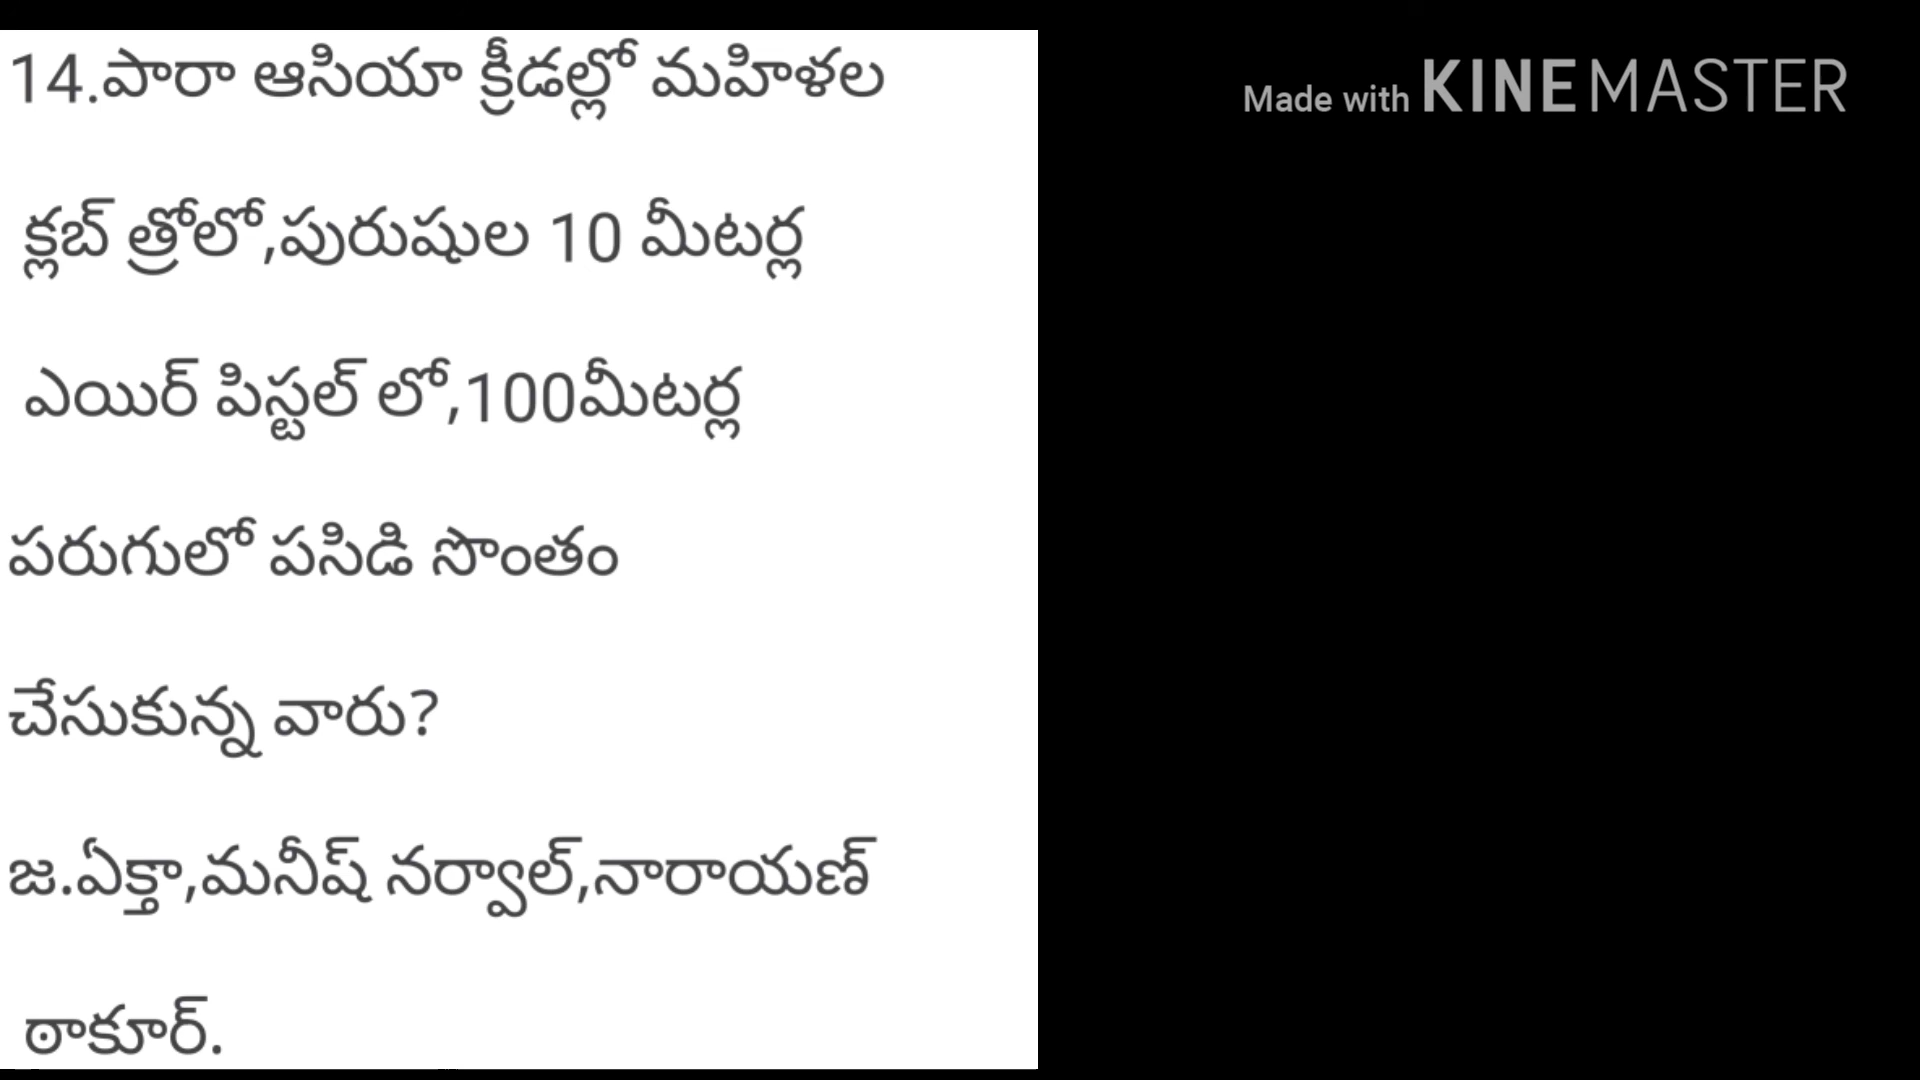 14.పారా ఆసియా క్రీడల్లో మహిళల
క్లబ్ త్రోలో,పురుషుల 10 మీటర్ల
ఎయిర్ పిస్టల్ లో,100మీటర్ల
పరుగులో పసిడి సొంతం
చేసుకున్న వారు?
జ.ఏక్తా,మనీష్ నర్వాల్,నారాయణ్
ఠాకూర్.
Made with KINEMASTER